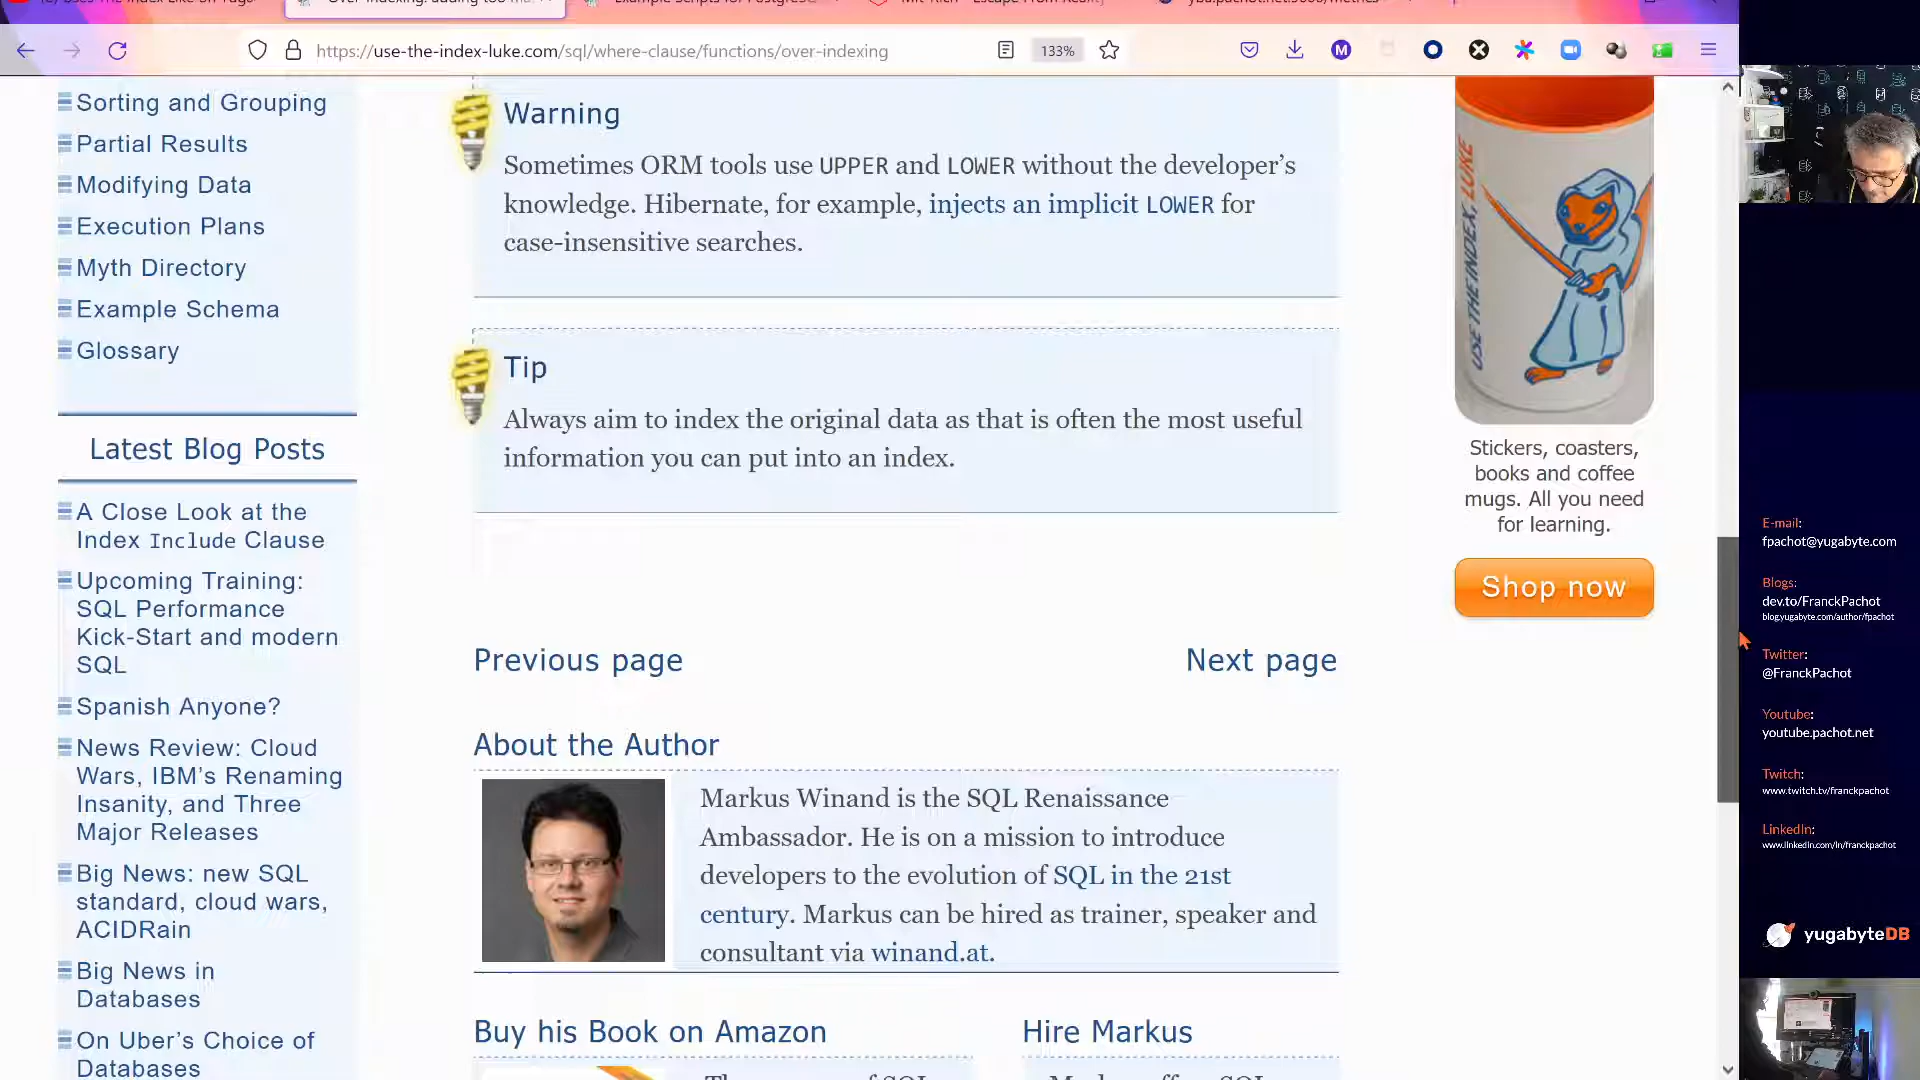 https://use-the-index-luke.com/sql/where-clause/functions/over-indexing
133%
Sorting and Grouping
Partial Results
Modifying Data
Execution Plans
Myth Directory
Example Schema
Glossary
Latest Blog Posts
A Close Look at the
Index Include Clause
Upcoming Training:
SQL Performance
Kick-Start and modern
SQL
Spanish Anyone?
News Review: Cloud
Wars, IBM’s Renaming
Insanity, and Three
Major Releases
Big News: new SQL
standard, cloud wars,
ACIDRain
Big News in
Databases
On Uber’s Choice of
Databases
Warning
Sometimes ORM tools use UPPER and LOWER without the developer’s
knowledge. Hibernate, for example, injects an implicit LOWER for
case-insensitive searches.
Tip
Always aim to index the original data as that is often the most useful
information you can put into an index.
Previous page
Next page
About the Author
Markus Winand is the SQL Renaissance
Ambassador. He is on a mission to introduce
developers to the evolution of SQL in the 21st
century. Markus can be hired as trainer, speaker and
consultant via winand.at.
Buy his Book on Amazon
Hire Markus
USE THE INDEX, LUKE
Stickers, coasters,
books and coffee
mugs. All you need
for learning.
Shop now
E-mail:
fpachot@yugabyte.com
Blogs:
dev.to/FranckPachot
blog.yugabyte.com/author/fpachot
Twitter:
@FranckPachot
Youtube:
youtube.pachot.net
Twitch:
www.twitch.tv/franckpachot
LinkedIn:
www.linkedin.com/in/franckpachot
yugabyteDB